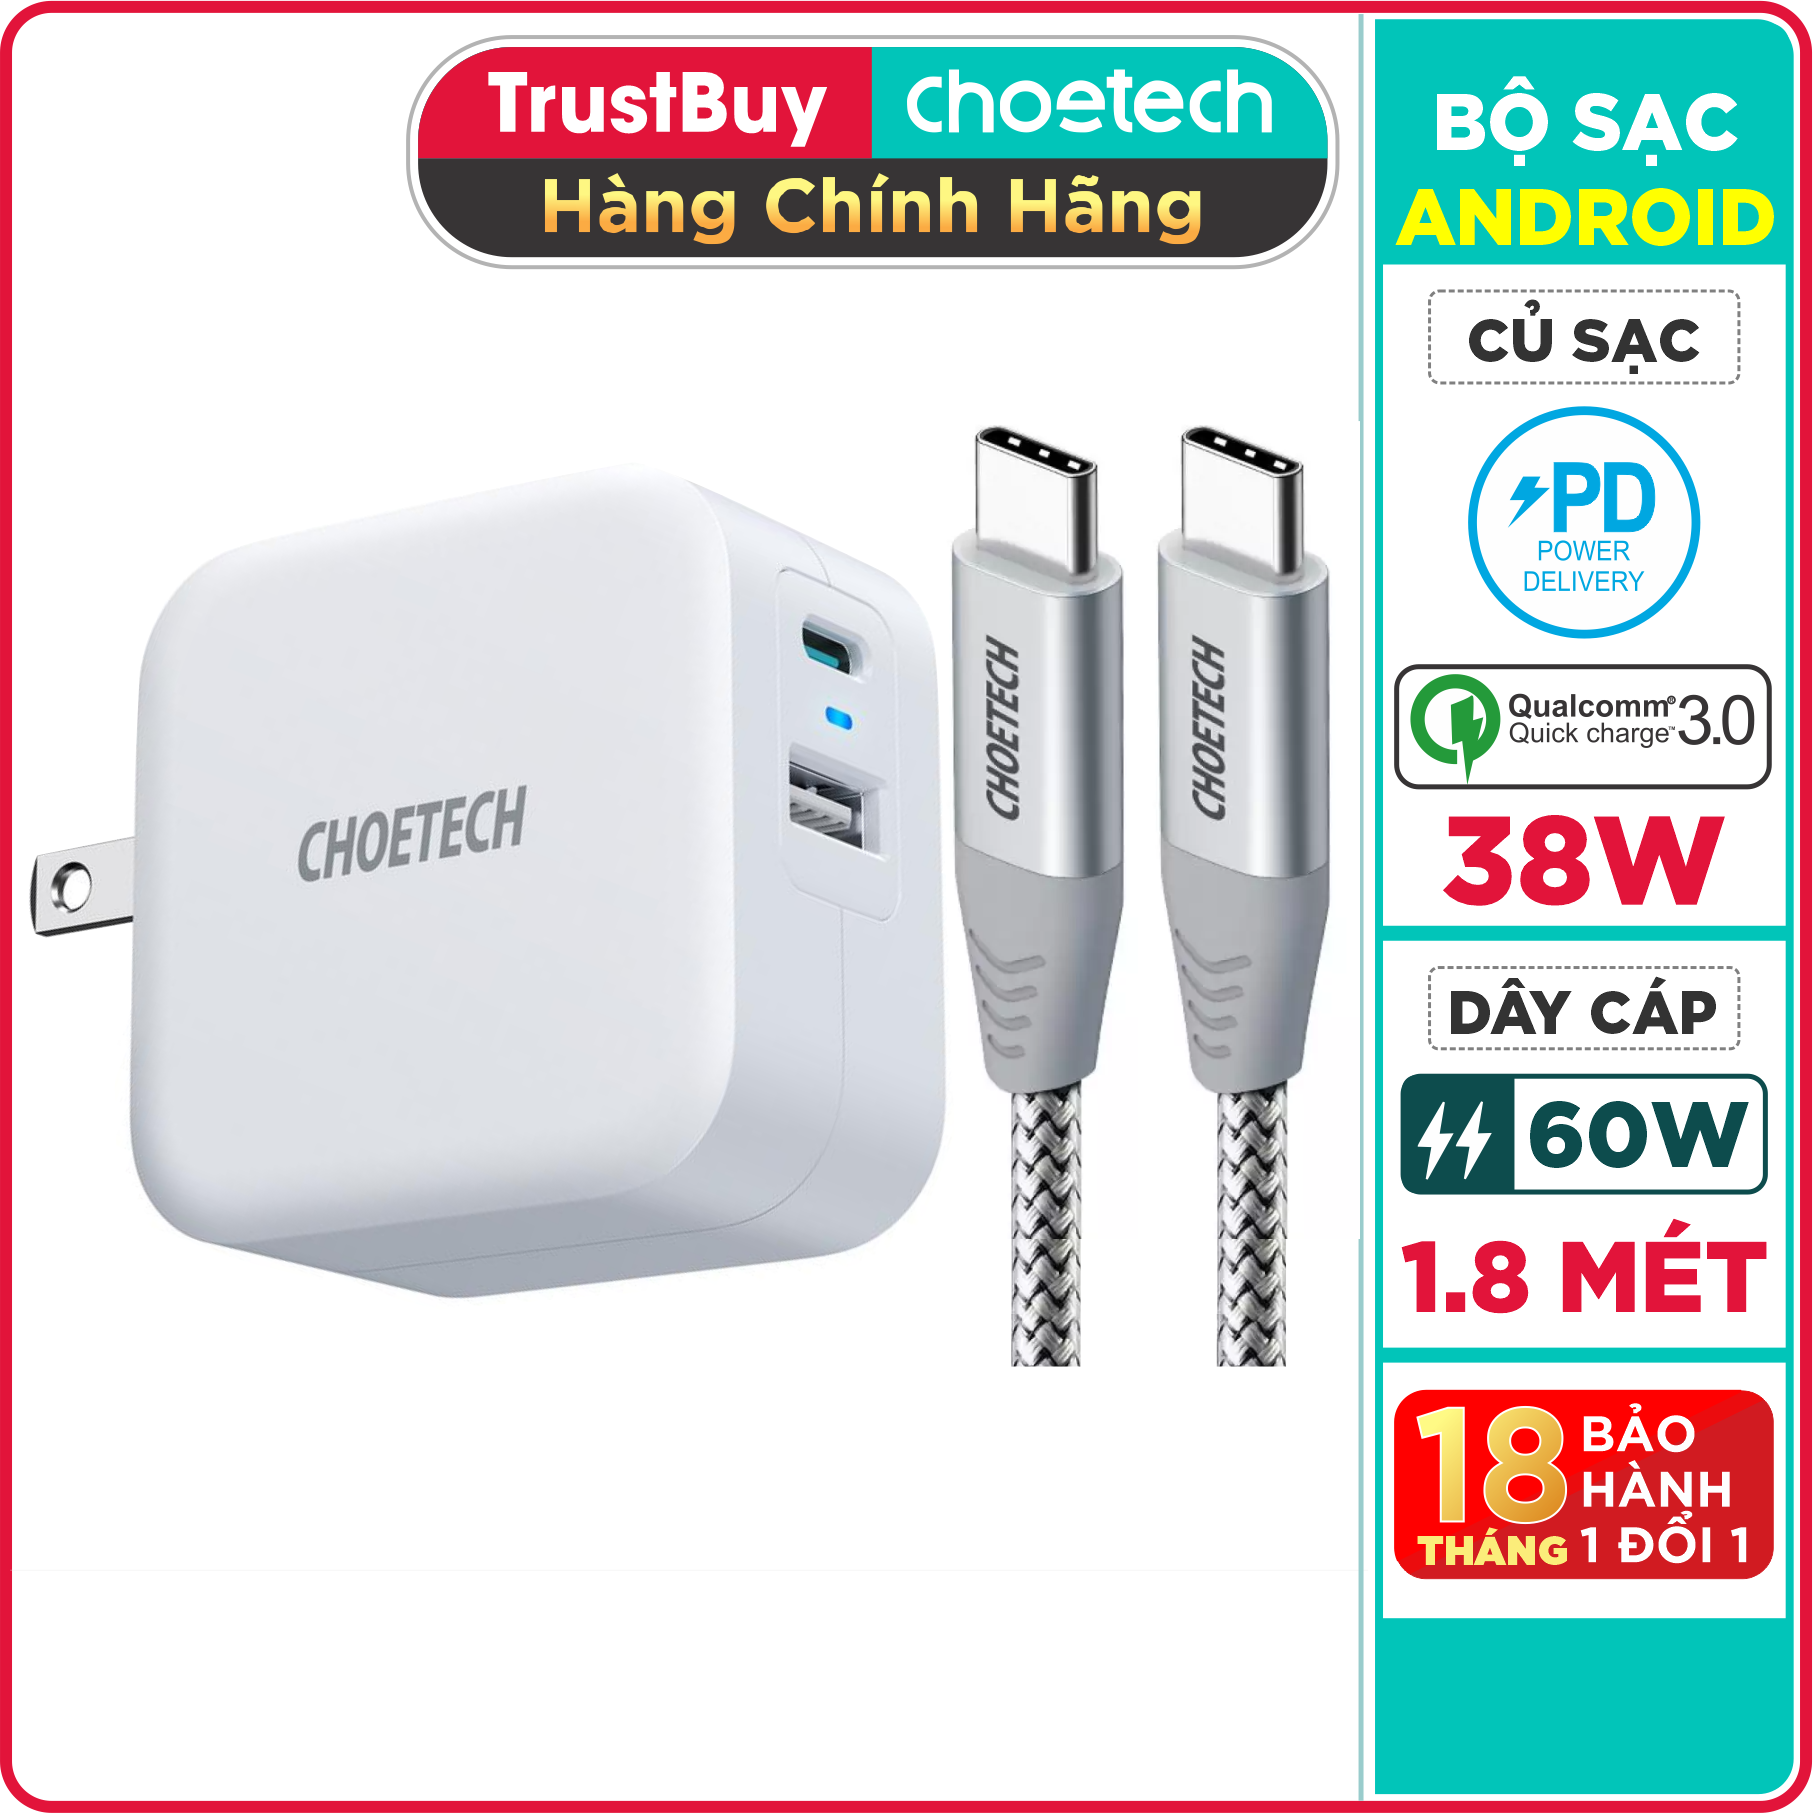 TrustBuy choetech
Hàng Chính Hãng
BỘ SẠC
ANDROID
CỦ SẠC
PD
POWER
DELIVERY
Qualcomm® 3.0
Quick charge™
38W
DÂY CÁP
60W
1.8 MÉT
18 THÁNG
BẢO
HÀNH
1 ĐỔI 1
CHOETECH
CHOETECH
CHOETECH